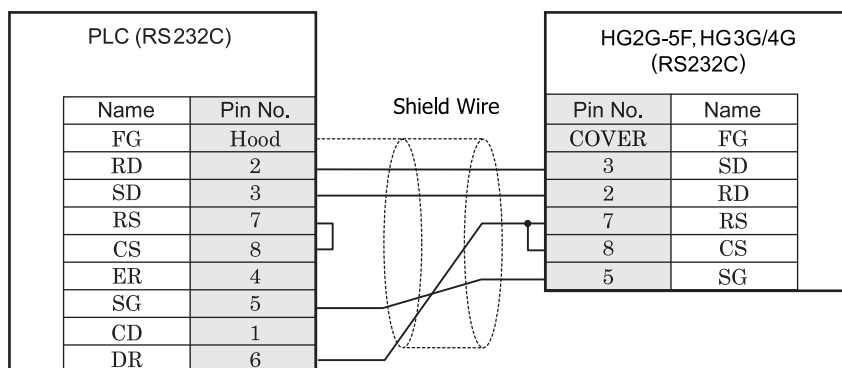 PLC (RS232C)
HG2G-5F, HG3G/4G
(RS232C)
Shield Wire
Name Pin No.
FG Hood
RD 2
SD 3
RS 7
CS 8
ER 4
SG 5
CD 1
DR 6
Pin No. Name
COVER FG
3 SD
2 RD
7 RS
8 CS
5 SG